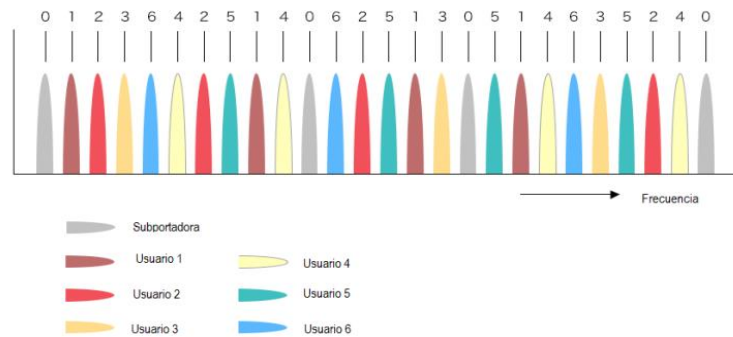 0 1 2 3 6 4 2 5 1 4 0 6 2 5 1 3 0 5 1 4 6 3 5 2 4 0
Frecuencia
Subportadora
Usuario 1
Usuario 4
Usuario 2
Usuario 5
Usuario 3
Usuario 6